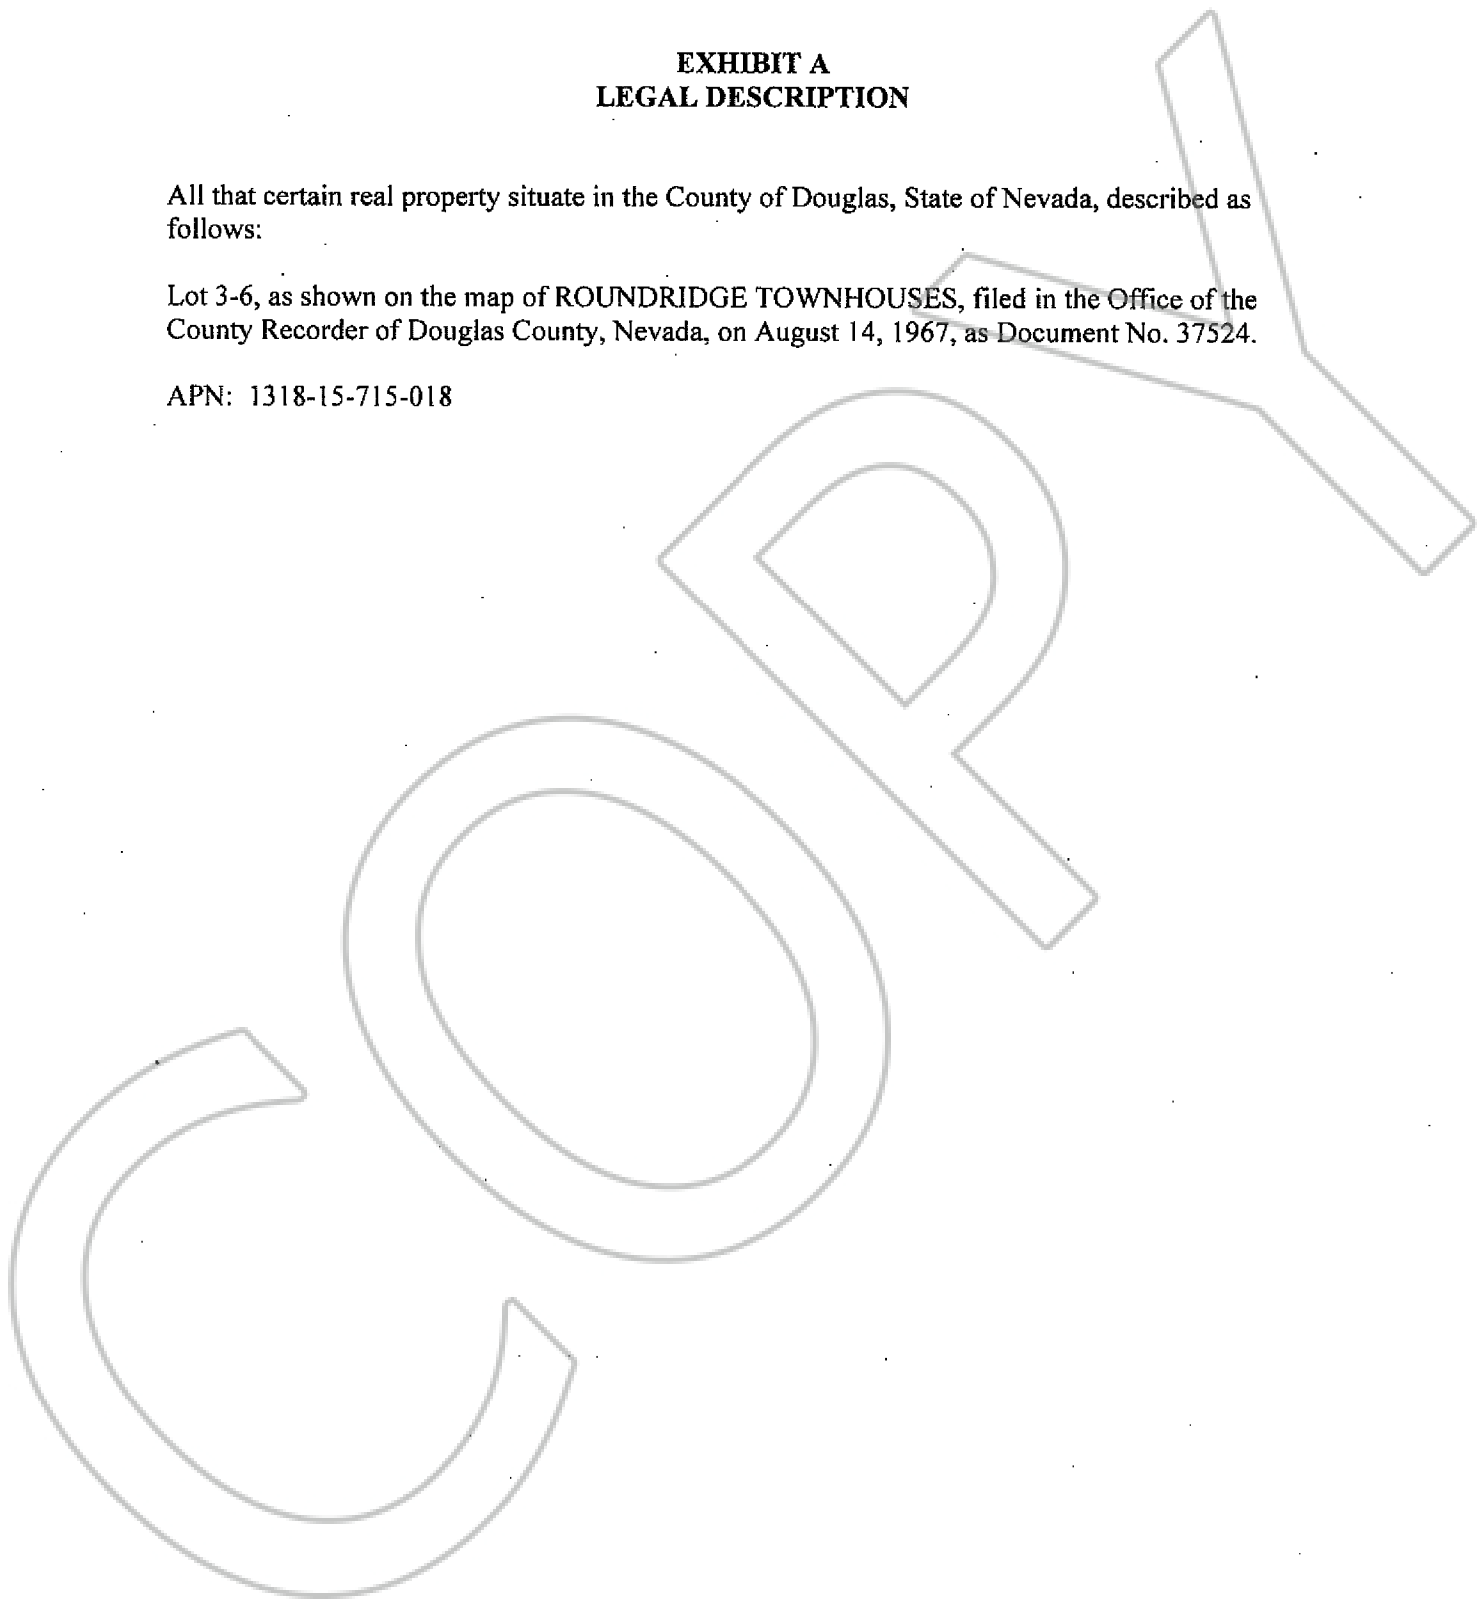 EXHIBIT A
LEGAL DESCRIPTION
All that certain real property situate in the County of Douglas, State of Nevada, described as
follows:
Lot 3-6, as shown on the map of ROUNDRIDGE TOWNHOUSES, filed in the Office of the
County Recorder of Douglas County, Nevada, on August 14, 1967, as Document No. 37524.
APN: 1318-15-715-018
COPY